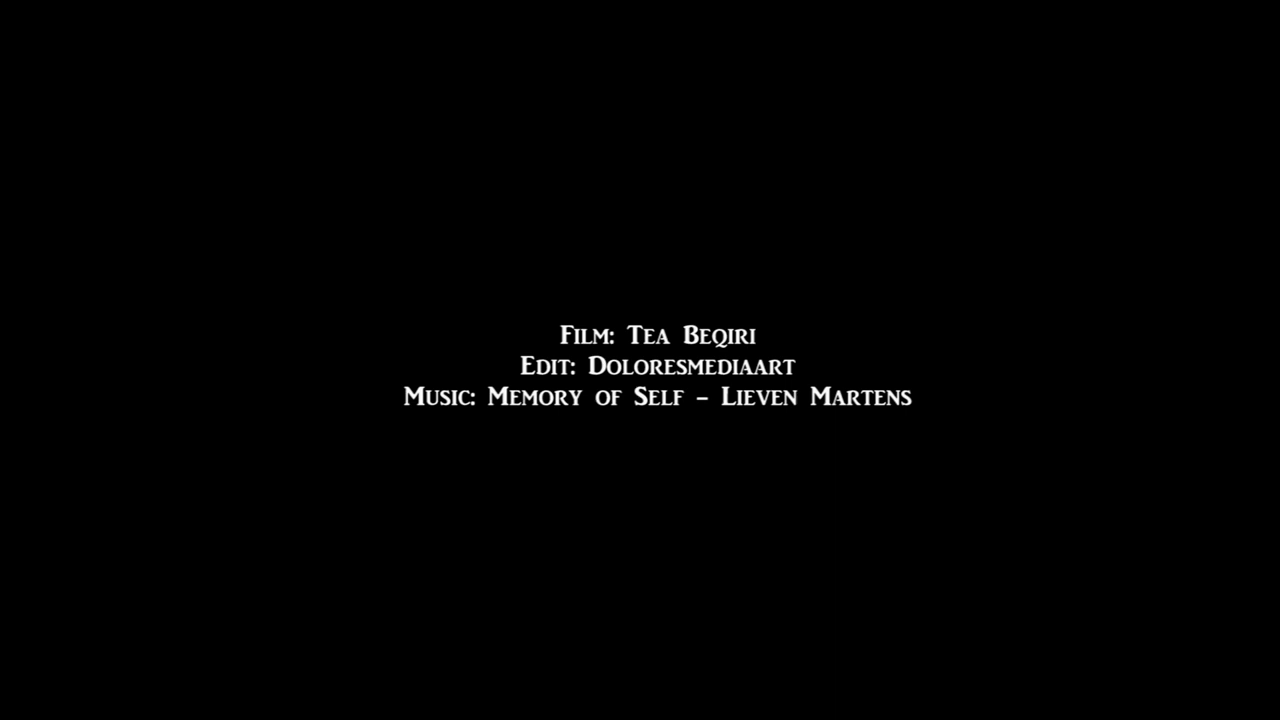 Film: Tea Beqiri
Edit: Doloresmediaart
Music: Memory of Self – Lieven Martens